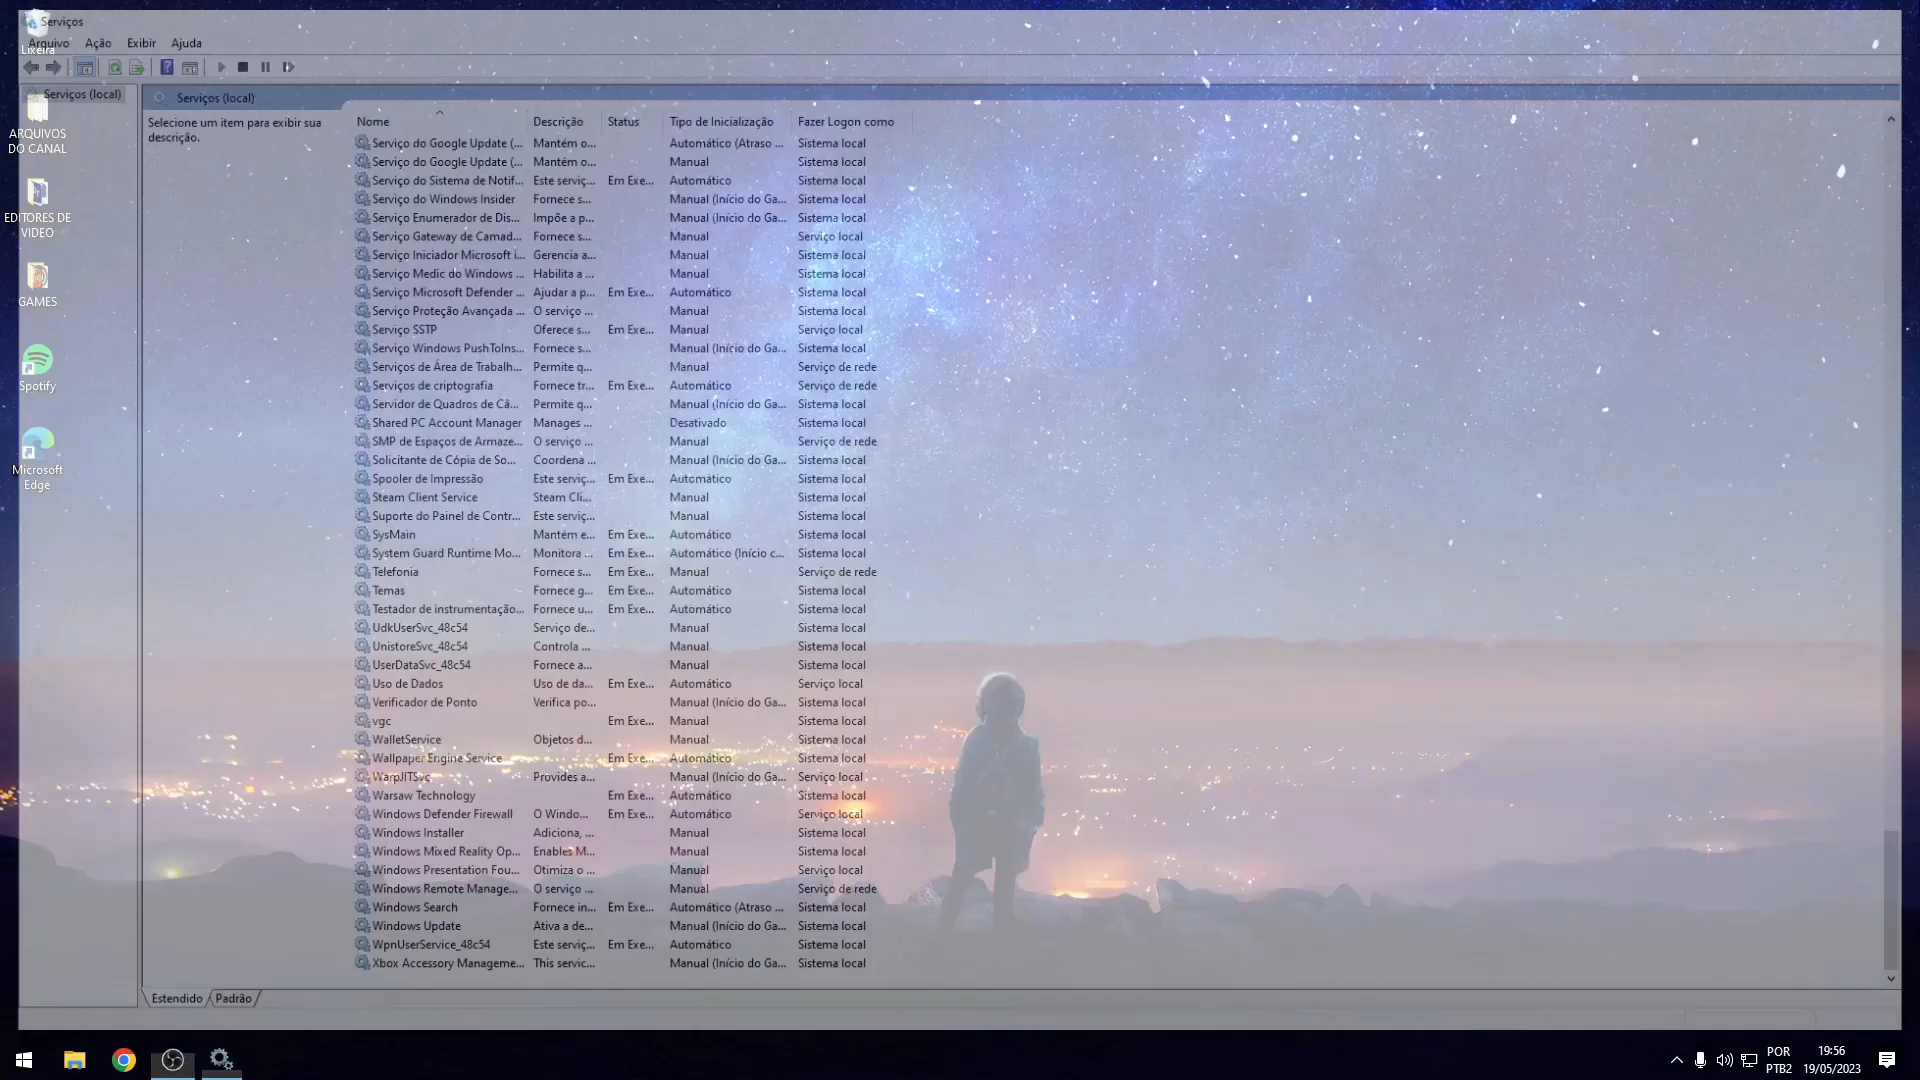 Serviços
Arquivo Ação Exibir Ajuda
Lixeira
Serviços (local)
Serviços (local)
ARQUIVOS
DO CANAL
EDITORES DE
VIDEO
GAMES
Spotify
Microsoft
Edge
Selecione um item para exibir sua
descrição.
Nome Descrição Status Tipo de Inicialização Fazer Logon como
Serviço do Google Update (... Mantém o... Automático (Atraso ... Sistema local
Serviço do Google Update (... Mantém o... Manual Sistema local
Serviço do Sistema de Notif... Este serviç... Em Exe... Automático Sistema local
Serviço do Windows Insider Fornece s... Manual (Início do Ga... Sistema local
Serviço Enumerador de Dis... Impõe a p... Manual (Início do Ga... Sistema local
Serviço Gateway de Camad... Fornece s... Manual Serviço local
Serviço Iniciador Microsoft i... Gerencia a... Manual Sistema local
Serviço Medic do Windows ... Habilita a ... Manual Sistema local
Serviço Microsoft Defender ... Ajudar a p... Em Exe... Automático Sistema local
Serviço Proteção Avançada ... O serviço ... Manual Sistema local
Serviço SSTP Oferece s... Em Exe... Manual Serviço local
Serviço Windows PushToIns... Fornece s... Manual (Início do Ga... Sistema local
Serviços de Área de Trabalh... Permite q... Manual Serviço de rede
Serviços de criptografia Fornece tr... Em Exe... Automático Serviço de rede
Servidor de Quadros de Câ... Permite q... Manual (Início do Ga... Sistema local
Shared PC Account Manager Manages ... Desativado Sistema local
SMP de Espaços de Armaze... O serviço ... Manual Serviço de rede
Solicitante de Cópia de So... Coordena ... Manual (Início do Ga... Sistema local
Spooler de Impressão Este serviç... Em Exe... Automático Sistema local
Steam Client Service Steam Cli... Manual Sistema local
Suporte do Painel de Contr... Este serviç... Manual Sistema local
SysMain Mantém e... Em Exe... Automático Sistema local
System Guard Runtime Mo... Monitora ... Em Exe... Automático (Início c... Sistema local
Telefonia Fornece s... Em Exe... Manual Serviço de rede
Temas Fornece g... Em Exe... Automático Sistema local
Testador de instrumentação... Fornece u... Em Exe... Automático Sistema local
UdkUserSvc_48c54 Serviço de... Manual Sistema local
UnistoreSvc_48c54 Controla ... Manual Sistema local
UserDataSvc_48c54 Fornece a... Manual Sistema local
Uso de Dados Uso de da... Em Exe... Automático Serviço local
Verificador de Ponto Verifica po... Manual (Início do Ga... Sistema local
vgc Em Exe... Manual Sistema local
WalletService Objetos d... Manual Sistema local
Wallpaper Engine Service Em Exe... Automático Sistema local
WarpJITSvc Provides a... Manual (Início do Ga... Serviço local
Warsaw Technology Em Exe... Automático Sistema local
Windows Defender Firewall O Windo... Em Exe... Automático Serviço local
Windows Installer Adiciona, ... Manual Sistema local
Windows Mixed Reality Op... Enables M... Manual Sistema local
Windows Presentation Fou... Otimiza o ... Manual Serviço local
Windows Remote Manage... O serviço ... Manual Serviço de rede
Windows Search Fornece in... Em Exe... Automático (Atraso ... Sistema local
Windows Update Ativa a de... Manual (Início do Ga... Sistema local
WpnUserService_48c54 Este serviç... Em Exe... Automático Sistema local
Xbox Accessory Manageme... This servic... Manual (Início do Ga... Sistema local
Estendido Padrão
POR 19:56
PTB2 19/05/2023